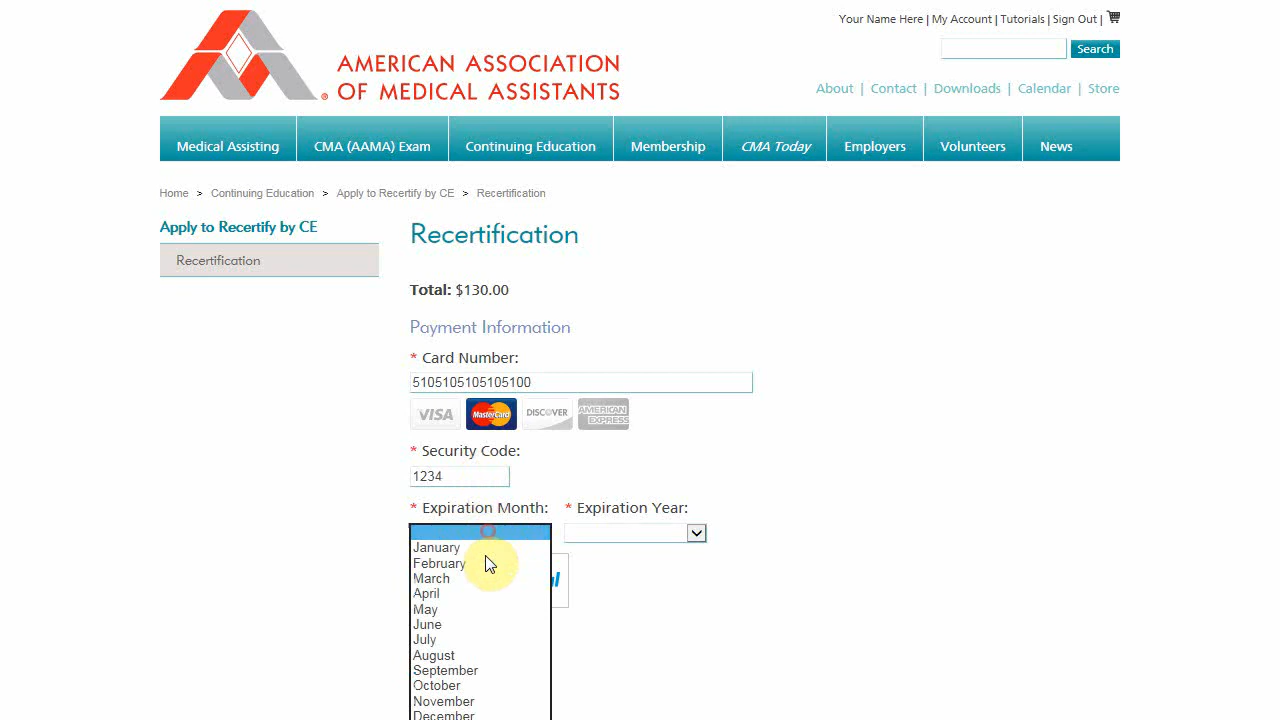 Your Name Here | My Account | Tutorials | Sign Out |
AMERICAN ASSOCIATION
OF MEDICAL ASSISTANTS
®
Search
About | Contact | Downloads | Calendar | Store
Medical Assisting CMA (AAMA) Exam Continuing Education Membership CMA Today Employers Volunteers News
Home > Continuing Education > Apply to Recertify by CE > Recertification
Apply to Recertify by CE
Recertification
Recertification
Total: $130.00
Payment Information
* Card Number:
5105105105105100
VISA MasterCard DISCOVER AMERICAN EXPRESS
* Security Code:
1234
* Expiration Month: * Expiration Year:
January
February
March
April
May
June
July
August
September
October
November
December